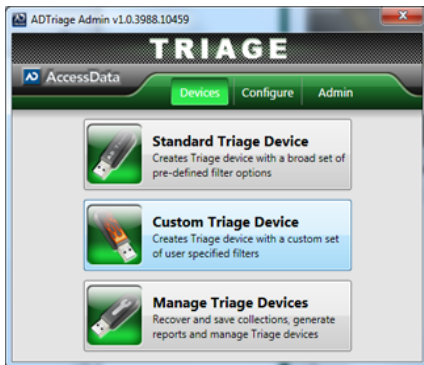 ADTriage Admin v1.0.3988.10459
TRIAGE
AccessData
Devices Configure Admin
Standard Triage Device
Creates Triage device with a broad set of
pre-defined filter options
Custom Triage Device
Creates Triage device with a custom set
of user specified filters
Manage Triage Devices
Recover and save collections, generate
reports and manage Triage devices